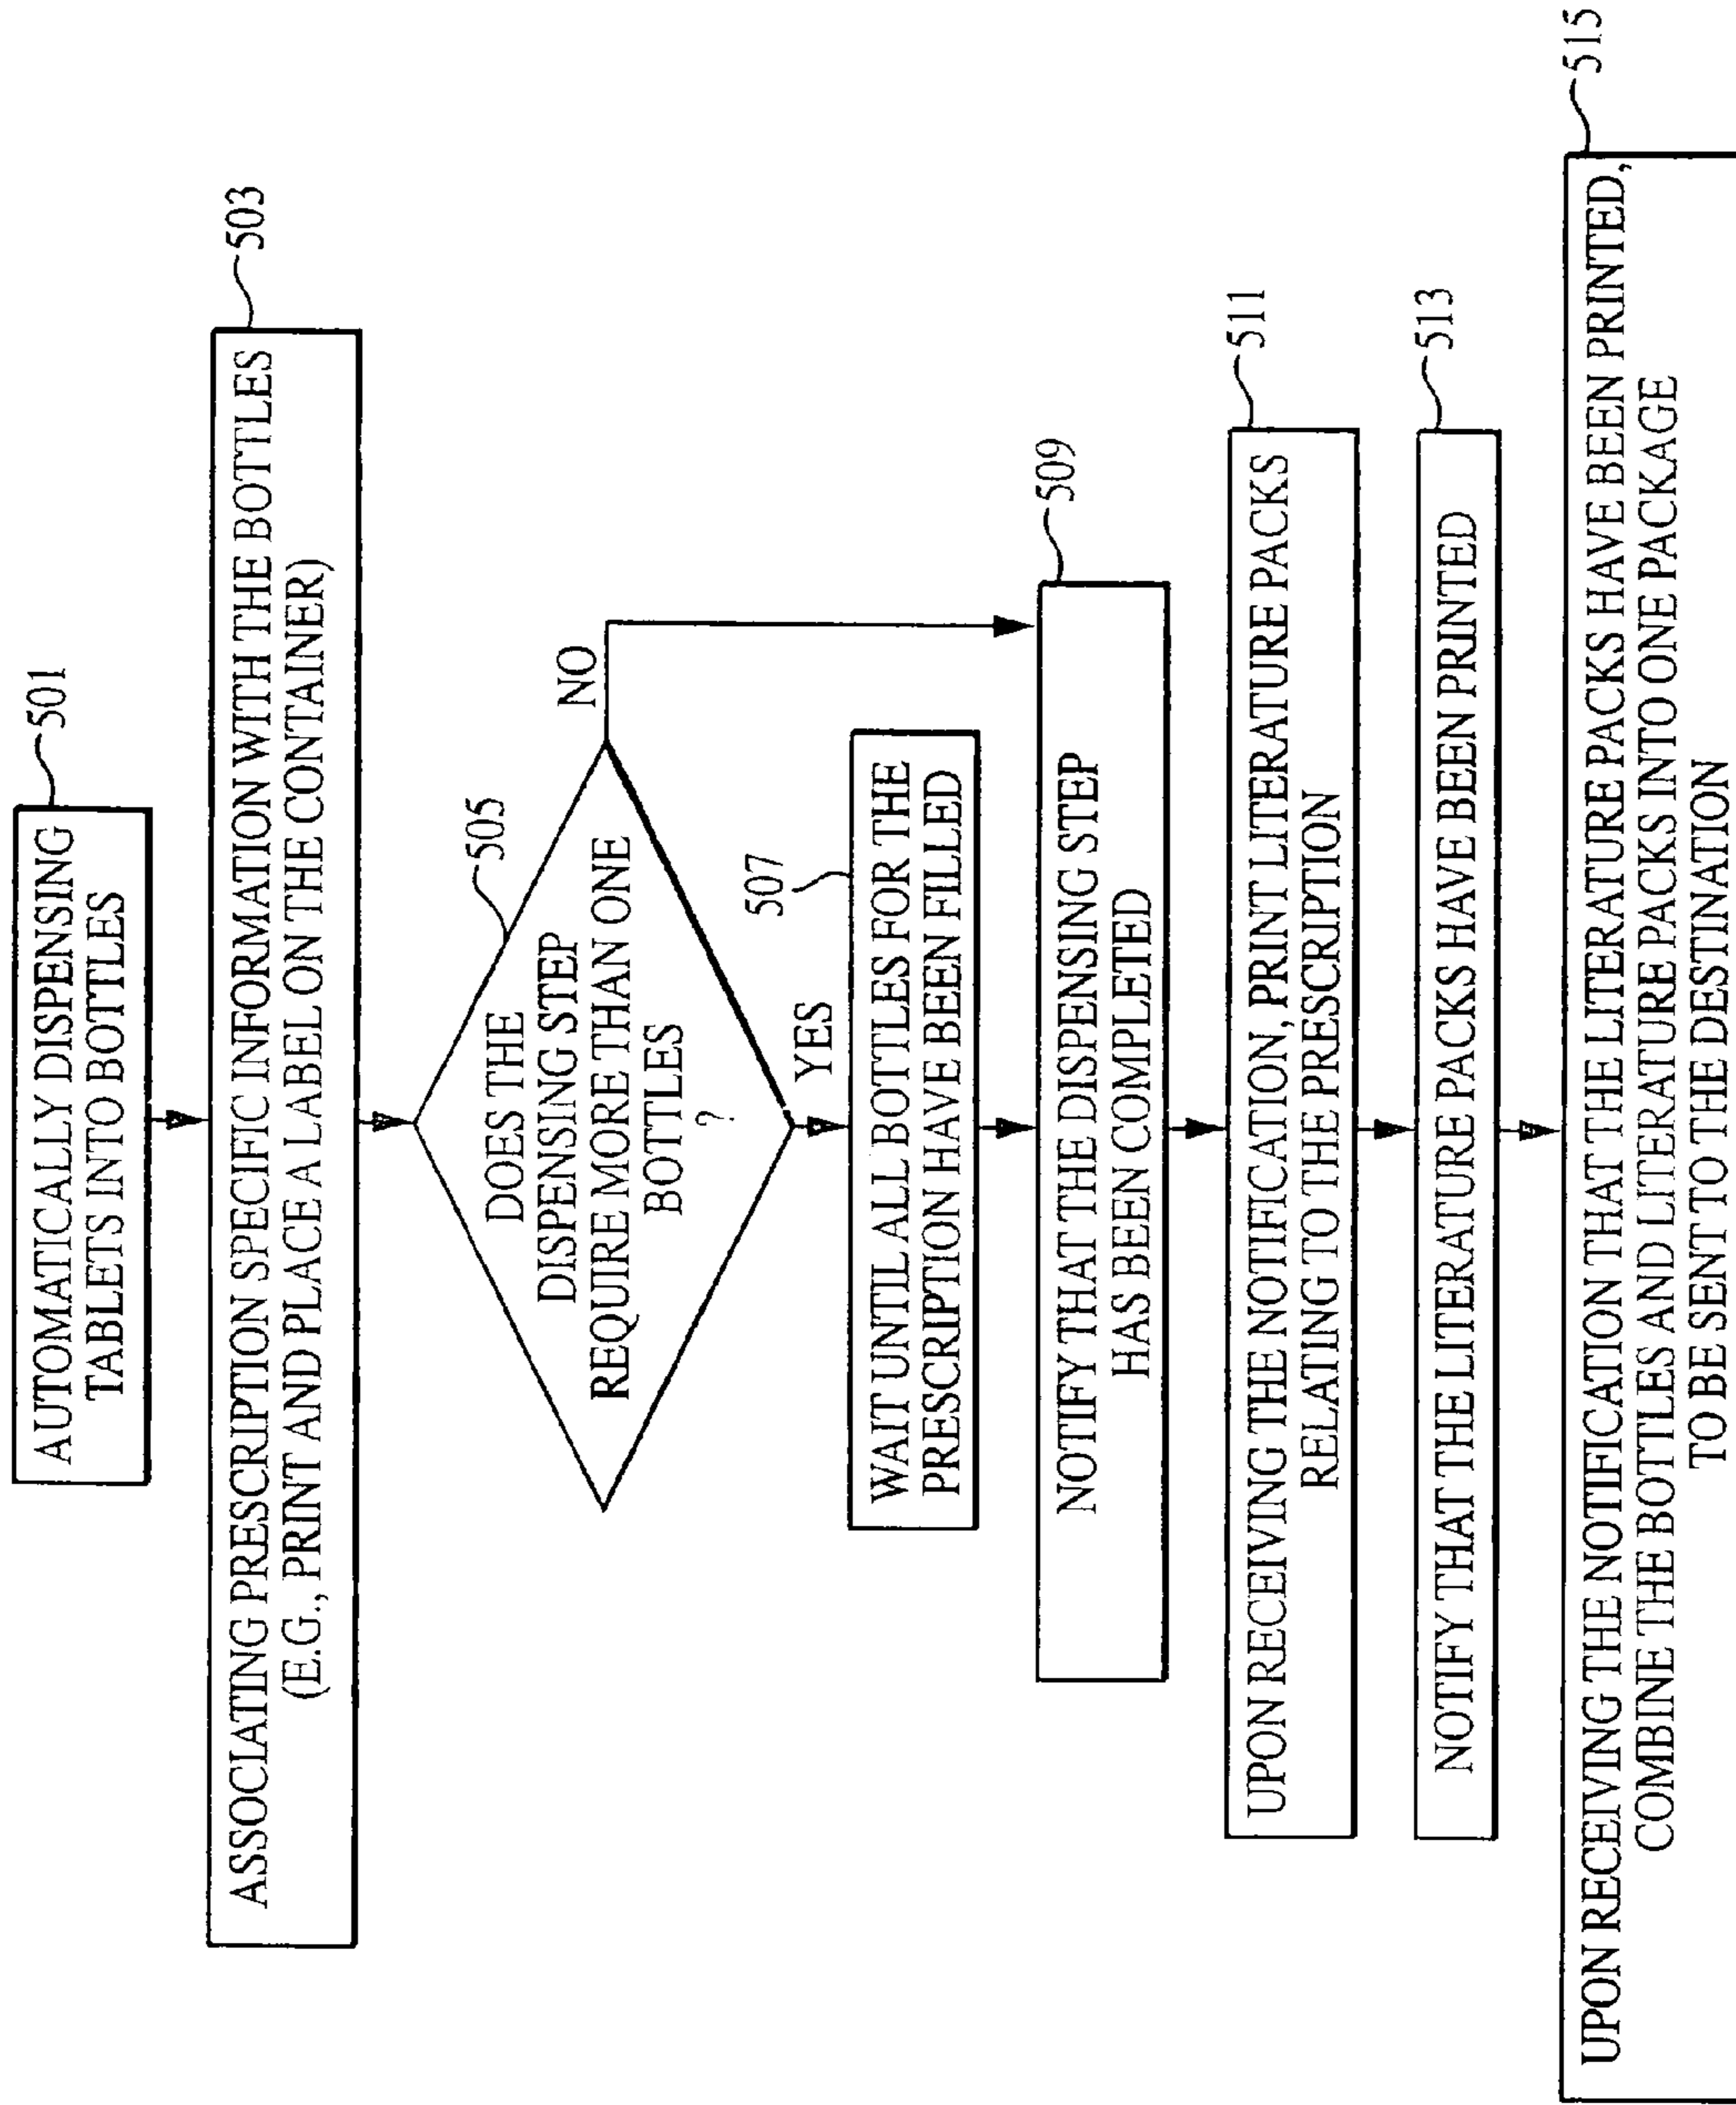 501
AUTOMATICALLY DISPENSING
TABLETS INTO BOTTLES
503
ASSOCIATING PRESCRIPTION SPECIFIC INFORMATION WITH THE BOTTLES
(E.G., PRINT AND PLACE A LABEL ON THE CONTAINER)
505
DOES THE
DISPENSING STEP
REQUIRE MORE THAN ONE
BOTTLES
?
NO
YES
507
WAIT UNTIL ALL BOTTLES FOR THE
PRESCRIPTION HAVE BEEN FILLED
509
NOTIFY THAT THE DISPENSING STEP
HAS BEEN COMPLETED
511
UPON RECEIVING THE NOTIFICATION, PRINT LITERATURE PACKS
RELATING TO THE PRESCRIPTION
513
NOTIFY THAT THE LITERATURE PACKS HAVE BEEN PRINTED
515
UPON RECEIVING THE NOTIFICATION THAT THE LITERATURE PACKS HAVE BEEN PRINTED,
COMBINE THE BOTTLES AND LITERATURE PACKS INTO ONE PACKAGE
TO BE SENT TO THE DESTINATION